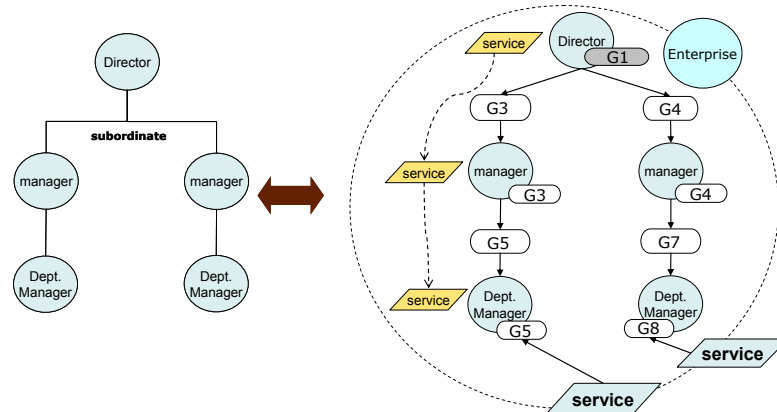 Director
subordinate
manager
manager
Dept.
Manager
Dept.
Manager
service
Director
G1
Enterprise
G3
G4
service
manager
G3
manager
G4
G5
G7
service
Dept.
Manager
G5
Dept.
Manager
G8
service
service